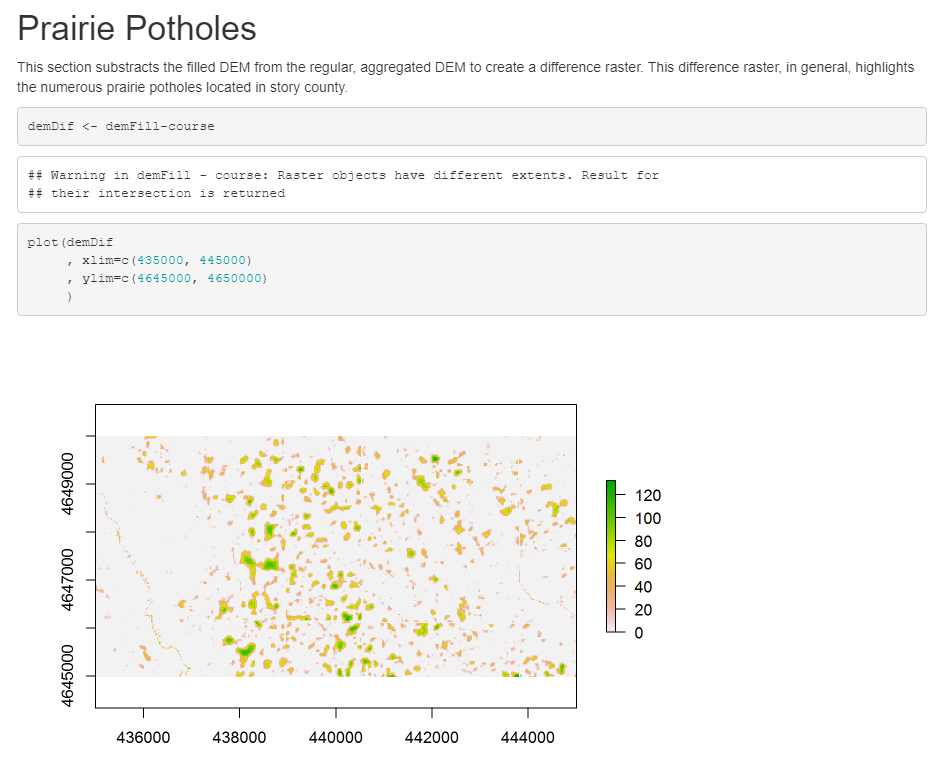 Prairie Potholes
This section substracts the filled DEM from the regular, aggregated DEM to create a difference raster. This difference raster, in general, highlights
the numerous prairie potholes located in story county.
demDif <- demFill-course
## Warning in demFill - course: Raster objects have different extents. Result for
## their intersection is returned
plot(demDif
     , xlim=c(435000, 445000)
     , ylim=c(4645000, 4650000)
     )
4649000
4647000
4645000
120
100
80
60
40
20
0
436000 438000 440000 442000 444000